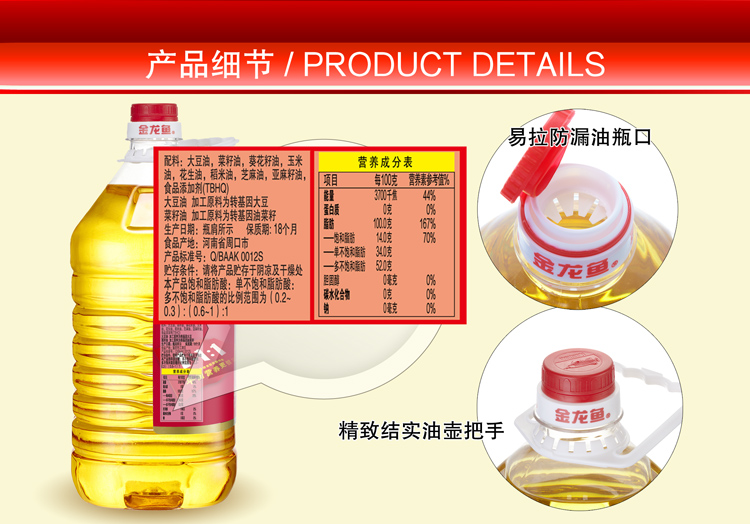 产品细节 / PRODUCT DETAILS
金龙鱼
配料：大豆油，菜籽油，葵花籽油，玉米
油，花生油，稻米油，芝麻油，亚麻籽油，
食品添加剂(TBHQ)
大豆油 加工原料为转基因大豆
菜籽油 加工原料为转基因油菜籽
生产日期：瓶肩所示 保质期：18个月
食品产地：河南省周口市
产品标准号：Q/BAAK 0012S
贮存条件：请将产品贮存于阴凉及干燥处
本产品饱和脂肪酸：单不饱和脂肪酸：
多不饱和脂肪酸的比例范围为（0.2~
0.3）：（0.6~1）:1
营养成分表
项目 每100克 营养素参考值%
能量 3700千焦 44%
蛋白质 0克 0%
脂肪 100.0克 167%
——饱和脂肪 14.0克 70%
——单不饱和脂肪 34.0克
——多不饱和脂肪 52.0克
胆固醇 0毫克 0%
碳水化合物 0克 0%
钠 0毫克 0%
1:1
营养成分表
易拉防漏油瓶口
金龙鱼
金龙鱼
精致结实油壶把手